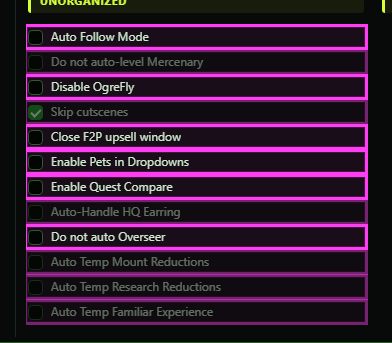 UNORGANIZED
Auto Follow Mode
Do not auto-level Mercenary
Disable OgreFly
Skip cutscenes
Close F2P upsell window
Enable Pets in Dropdowns
Enable Quest Compare
Auto-Handle HQ Earring
Do not auto Overseer
Auto Temp Mount Reductions
Auto Temp Research Reductions
Auto Temp Familiar Experience